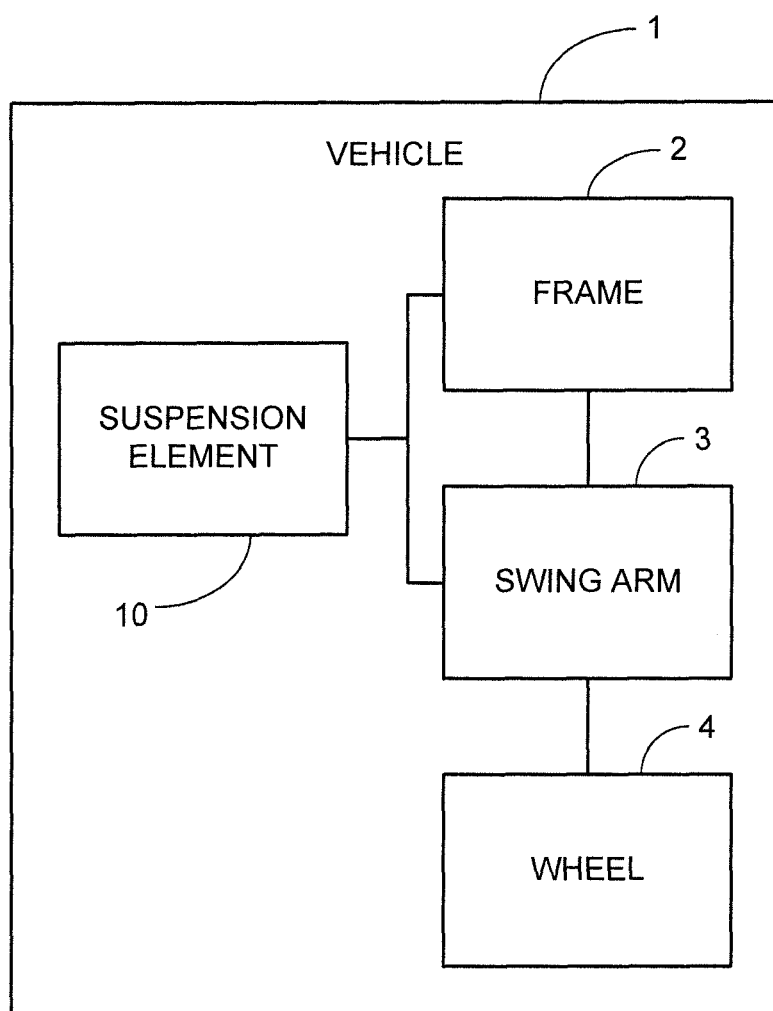 1
VEHICLE
2
FRAME
SUSPENSION
ELEMENT
3
SWING ARM
10
4
WHEEL